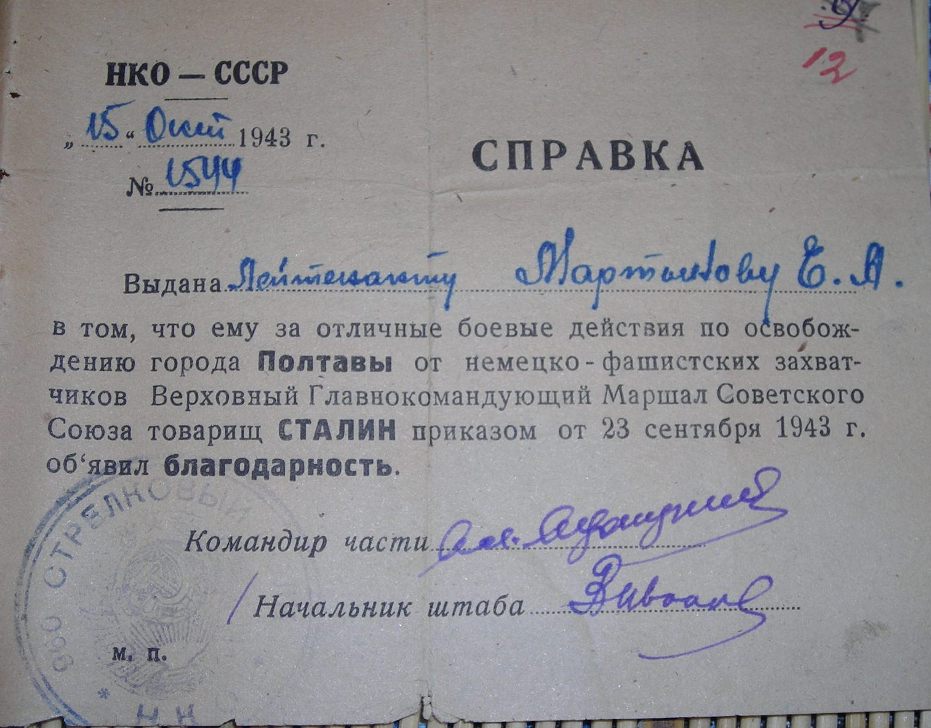 12
НКО — СССР
„15“ Окт 1943 г.
№ 1544
СПРАВКА
Выдана Лейтенанту Мартынову Е. А.
в том, что ему за отличные боевые действия по освобож-
дению города Полтавы от немецко-фашистских захват-
чиков Верховный Главнокомандующий Маршал Советского
Союза товарищ СТАЛИН приказом от 23 сентября 1943 г.
об‘явил благодарность.
Командир части
Начальник штаба
м. п.
СТРЕЛКОВЫЙ